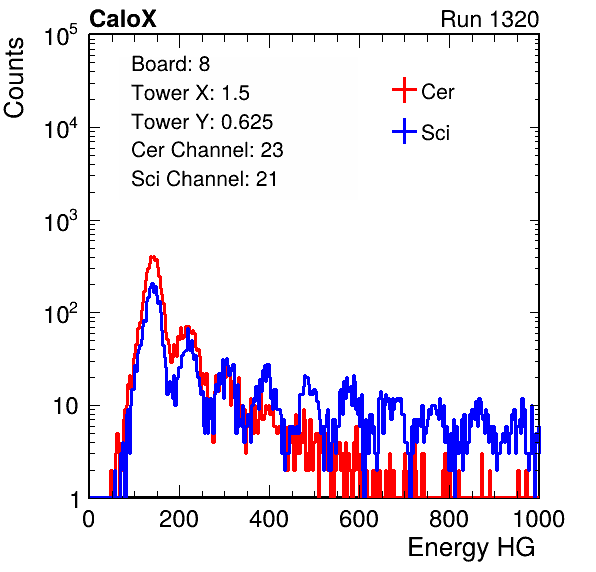 CaloX Run 1320
Counts
Board: 8
Tower X: 1.5
Tower Y: 0.625
Cer Channel: 23
Sci Channel: 21
Cer
Sci
10^5
10^4
10^3
10^2
10
1
0 200 400 600 800 1000
Energy HG